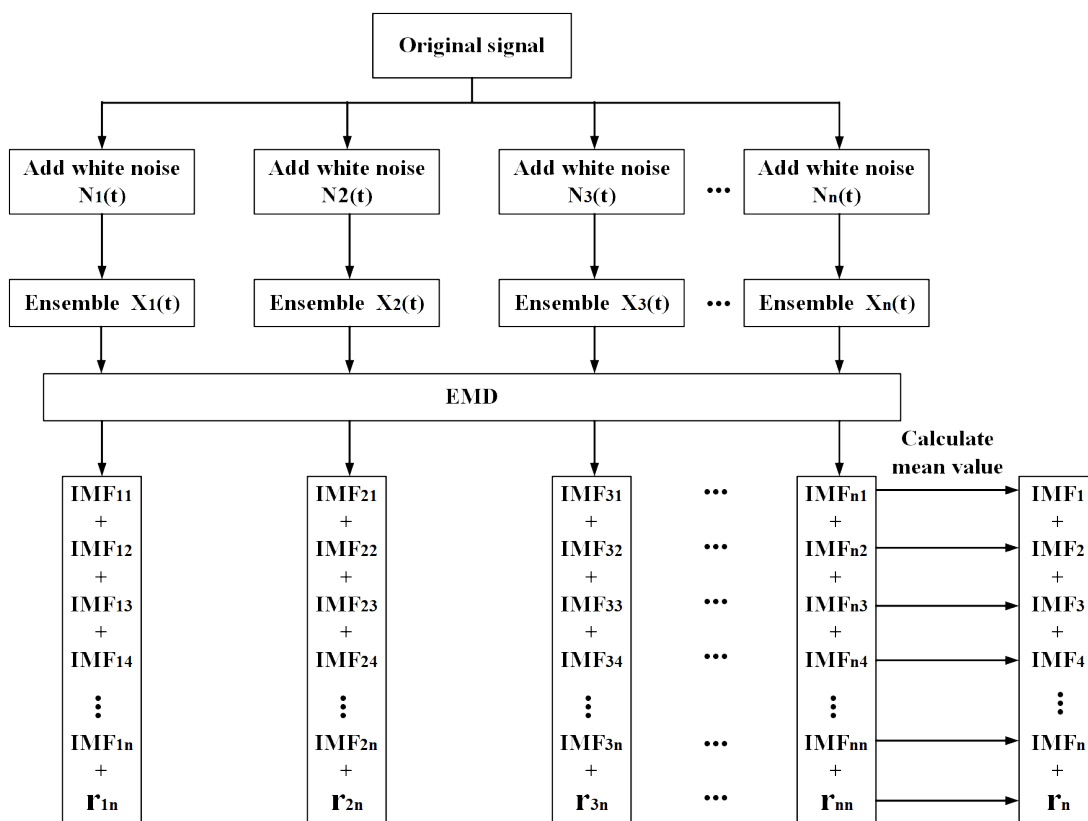 Original signal
Add white noise
N1(t)
Add white noise
N2(t)
Add white noise
N3(t)
...
Add white noise
Nn(t)
Ensemble X1(t)
Ensemble X2(t)
Ensemble X3(t)
...
Ensemble Xn(t)
EMD
Calculate
mean value
IMF11
+
IMF12
+
IMF13
+
IMF14
⋮
IMF1n
+
r1n
IMF21
+
IMF22
+
IMF23
+
IMF24
⋮
IMF2n
+
r2n
IMF31
+
IMF32
+
IMF33
+
IMF34
⋮
IMF3n
+
r3n
...
...
...
...
...
...
IMFn1
+
IMFn2
+
IMFn3
+
IMFn4
⋮
IMFnn
+
rnn
IMF1
+
IMF2
+
IMF3
+
IMF4
⋮
IMFn
+
rn